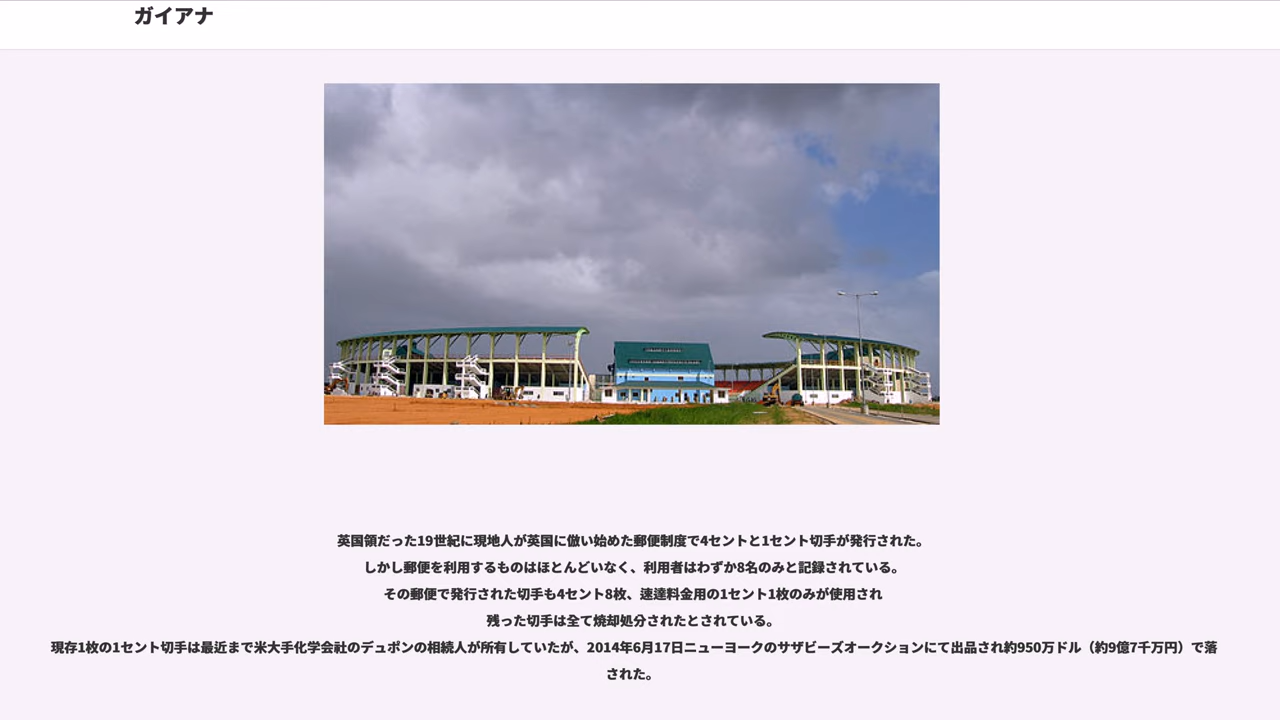 ガイアナ
英国領だった19世紀に現地人が英国に倣い始めた郵便制度で4セントと1セント切手が発行された。
しかし郵便を利用するものはほとんどいなく、利用者はわずか8名のみと記録されている。
その郵便で発行された切手も4セント8枚、速達料金用の1セント1枚のみが使用され
残った切手は全て焼却処分されたとされている。
現存1枚の1セント切手は最近まで米大手化学会社のデュポンの相続人が所有していたが、2014年6月17日ニューヨークのサザビーズオークションにて出品され約950万ドル（約9億7千万円）で落
された。